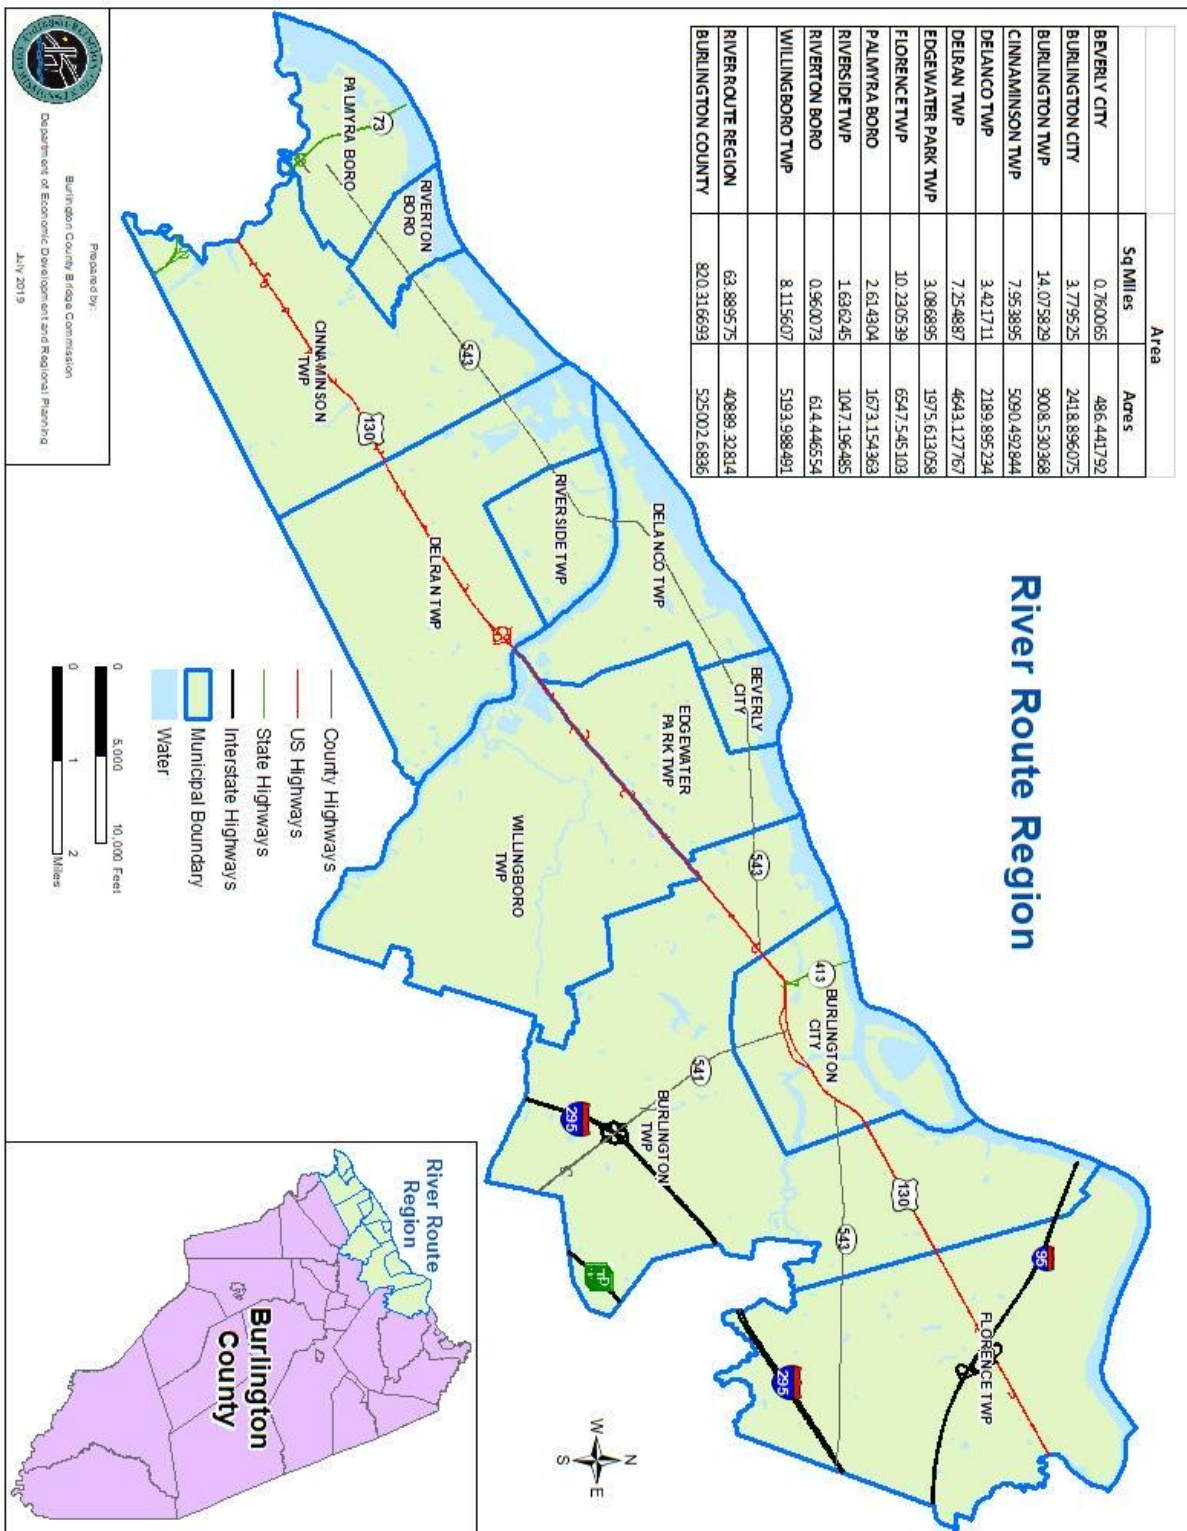 River Route Region
Area
Sq Miles Acres
BEVERLY CITY 0.760065 486.441792
BURLINGTON CITY 3.779525 2418.896075
BURLINGTON TWP 14.075829 9008.530368
CINNAMINSON TWP 7.953895 5090.492844
DELANCO TWP 3.421711 2189.895234
DELRAN TWP 7.254887 4643.127767
EDGEWATER PARK TWP 3.086895 1975.613058
FLORENCE TWP 10.230539 6547.545103
PALMYRA BORO 2.614304 1673.154363
RIVERSIDE TWP 1.636245 1047.196485
RIVERTON BORO 0.960073 614.446554
WILLINGBORO TWP 8.115607 5193.988491
RIVER ROUTE REGION 63.889575 40889.32814
BURLINGTON COUNTY 820.316693 525002.6836
FLORENCE TWP
95
130
295
543
BURLINGTON
CITY
413
541
BURLINGTON
TWP
295
TP
543
BEVERLY
CITY
EDGEWATER
PARK TWP
WILLINGBORO
TWP
DELANCO TWP
RIVERSIDE TWP
DELRAN TWP
543
130
CINNAMINSON
TWP
RIVERTON
BORO
73
PALMYRA BORO
N
W E
S
County Highways
US Highways
State Highways
Interstate Highways
Municipal Boundary
Water
0 5,000 10,000 Feet
0 1 2
Miles
River Route
Region
Burlington
County
Prepared by:
Burlington County Bridge Commission
Department of Economic Development and Regional Planning
July 2019